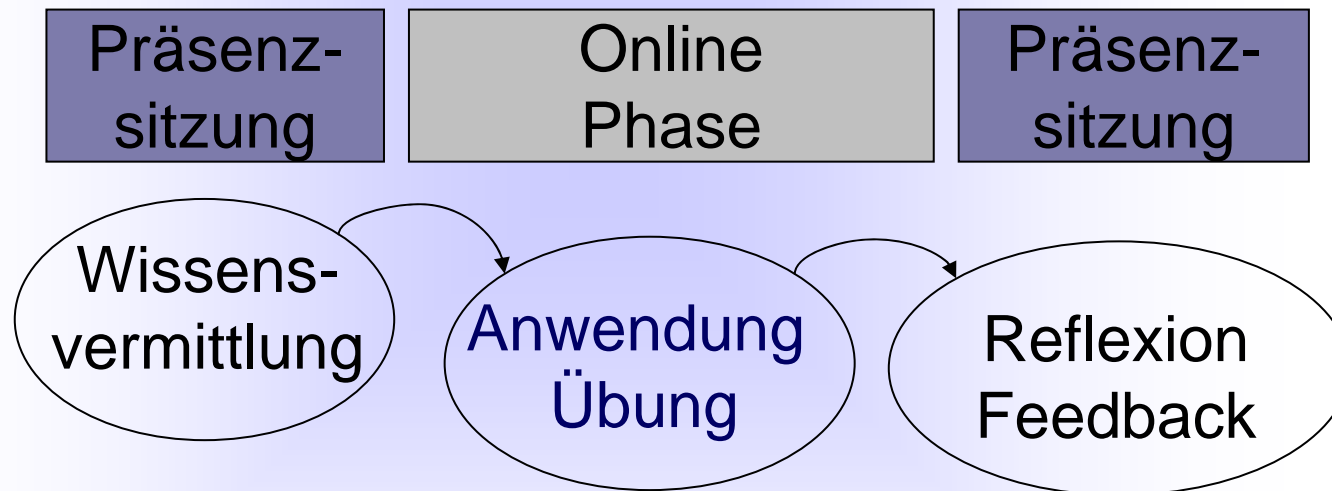 Präsenz-
sitzung
Online
Phase
Präsenz-
sitzung
Wissens-
vermittlung
Anwendung
Übung
Reflexion
Feedback